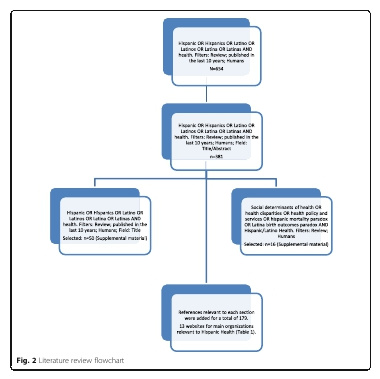 Hispanic OR Hispanics OR Latino OR
Latinos OR Latina OR Latinas AND
health. Filters: Review; published in
the last 10 years; Humans
N=654
Hispanic OR Hispanics OR Latino OR
Latinos OR Latina OR Latinas AND
health. Filters: Review; published in the
last 10 years; Humans; Field:
Title/Abstract
n=381
Hispanic OR Hispanics OR Latino OR
Latinos OR Latina OR Latinas AND
health. Filters: Review; published in the
last 10 years; Humans; Field: Title
Selected: n=50 (Supplemental material)
Social determinants of health OR
health disparities OR health policy and
services OR hispanic mortality paradox
OR Latina birth outcomes paradox AND
Hispanic/Latino Health. Filters: Review;
Humans
Selected: n=16 (Supplemental material)
References relevant to each section
were added for a total of 179.
13 websites for main organizations
relevant to Hispanic Health (Table 1).
Fig. 2 Literature review flowchart